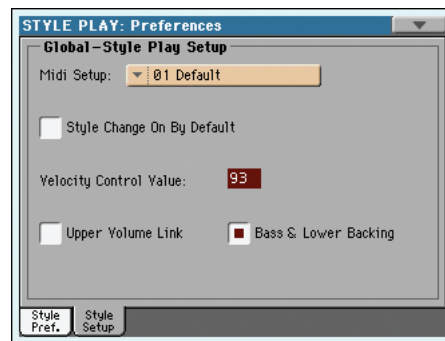 STYLE PLAY: Preferences
Global-Style Play Setup
Midi Setup: 01 Default
Style Change On By Default
Velocity Control Value: 93
Upper Volume Link Bass & Lower Backing
Style Style
Pref. Setup